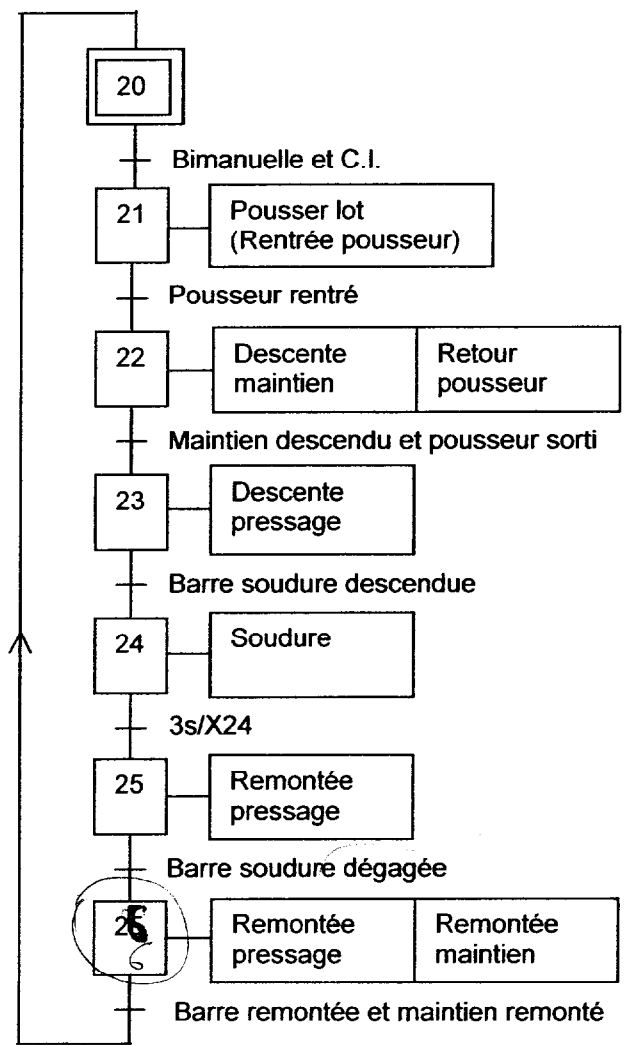 20
Bimanuelle et C.I.
21
Pousser lot
(Rentrée pousseur)
Pousseur rentré
22
Descente
maintien
Retour
pousseur
Maintien descendu et pousseur sorti
23
Descente
pressage
Barre soudure descendue
24
Soudure
3s/X24
25
Remontée
pressage
Barre soudure dégagée
26
Remontée
pressage
Remontée
maintien
Barre remontée et maintien remonté